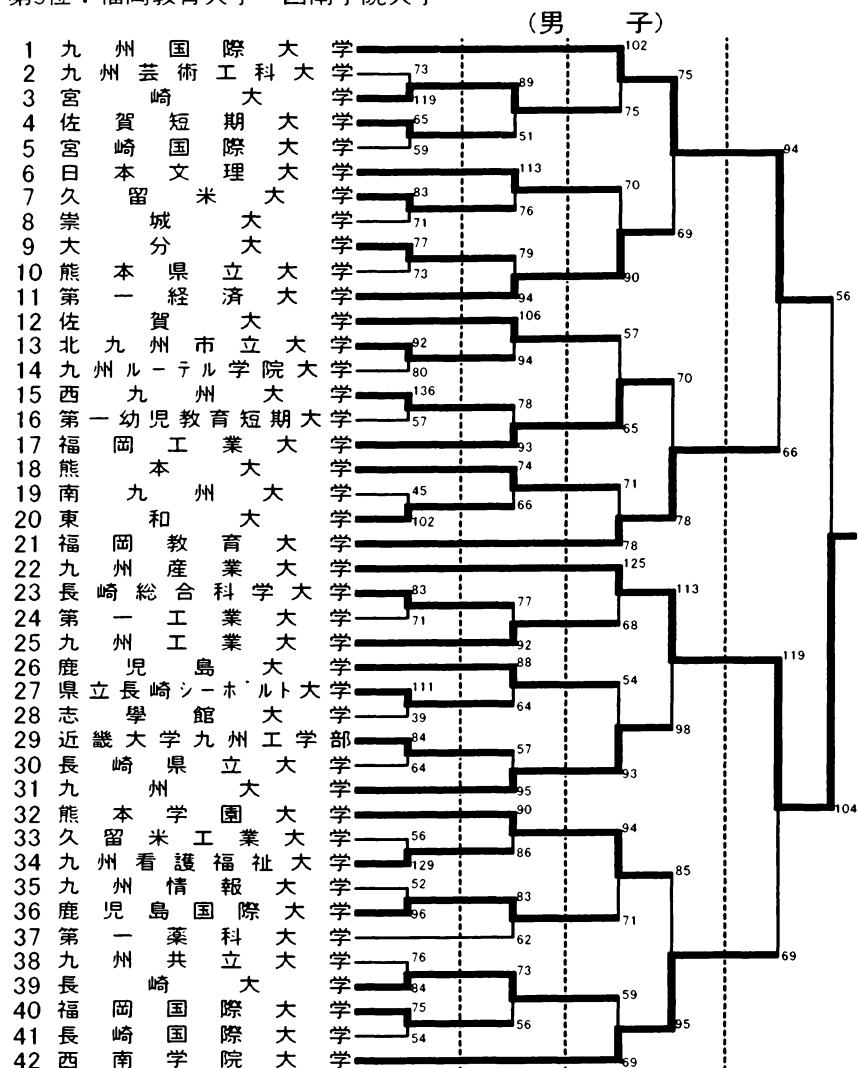 第3位：福岡教育大学 西南学院大学
(男 子)
1 九州国際大学
102
2 九州芸術工科大学
73
75
89
3 宮崎大学
119
75
4 佐賀短期大学
65
51
5 宮崎国際大学
59
94
6 日本文理大学
113
7 久留米大学
83
70
76
8 崇城大学
71
69
9 大分大学
77
79
10 熊本県立大学
73
90
11 第一経済大学
94
56
12 佐賀大学
106
13 北九州市立大学
92
57
94
14 九州ルーテル学院大学
80
70
15 西九州大学
136
78
16 第一幼児教育短期大学
57
65
17 福岡工業大学
93
66
18 熊本大学
74
19 南九州大学
45
71
66
20 東和大学
102
78
21 福岡教育大学
78
22 九州産業大学
125
23 長崎総合科学大学
83
113
77
24 第一工業大学
71
68
25 九州工業大学
92
119
26 鹿児島大学
88
27 県立長崎シーボルト大学
111
54
64
28 志學館大学
39
98
29 近畿大学九州工学部
84
57
30 長崎県立大学
64
93
31 九州大学
95
104
32 熊本学園大学
90
33 久留米工業大学
56
94
86
34 九州看護福祉大学
129
85
35 九州情報大学
52
83
36 鹿児島国際大学
96
71
37 第一薬科大学
62
38 九州共立大学
76
69
73
39 長崎大学
84
59
40 福岡国際大学
75
56
95
41 長崎国際大学
54
42 西南学院大学
69